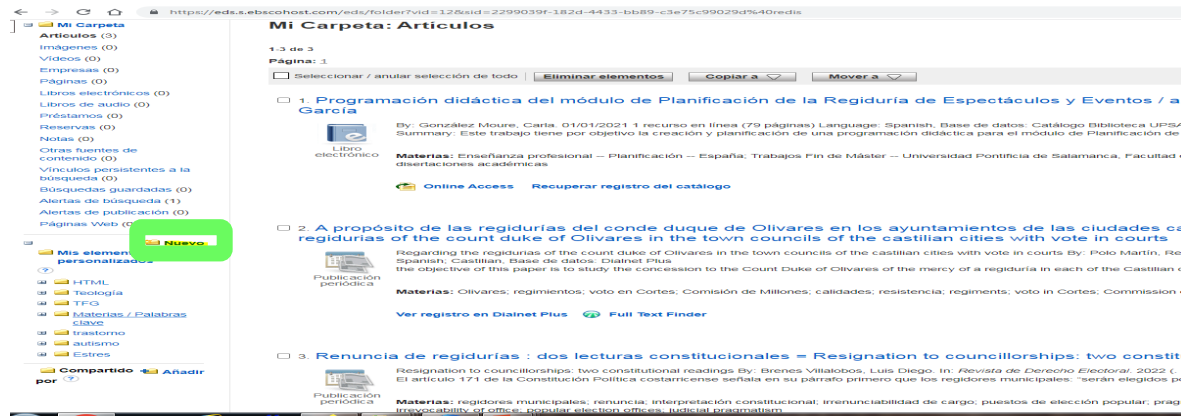 https://eds.s.ebscohost.com/eds/folder?vid=12&sid=2299039f-182d-4433-bb89-c3e75c99029d%40redis
Mi Carpeta
Artículos (3)
Imágenes (0)
Vídeos (0)
Empresas (0)
Páginas (0)
Libros electrónicos (0)
Libros de audio (0)
Préstamos (0)
Reservas (0)
Notas (0)
Otras fuentes de
contenido (0)
Vínculos persistentes a la
búsqueda (0)
Búsquedas guardadas (0)
Alertas de búsqueda (1)
Alertas de publicación (0)
Páginas Web (0
Nuevo
Mis elemen
personalizados
HTML
Teología
TFG
Materias / Palabras
clave
trastorno
autismo
Estres
Compartido Añadir
por
Mi Carpeta: Artículos
1-3 de 3
Página: 1
Seleccionar / anular selección de todo Eliminar elementos Copiar a Mover a
1. Programación didáctica del módulo de Planificación de la Regiduría de Espectáculos y Eventos / a
García
Libro
electrónico
By: González Moure, Carla. 01/01/2021 1 recurso en línea (79 páginas) Language: Spanish, Base de datos: Catálogo Biblioteca UPSA
Summary: Este trabajo tiene por objetivo la creación y planificación de una programación didáctica para el módulo de Planificación de
Materias: Enseñanza profesional -- Planificación -- España; Trabajos Fin de Máster -- Universidad Pontificia de Salamanca, Facultad
disertaciones académicas
Online Access Recuperar registro del catálogo
2. A propósito de las regidurías del conde duque de Olivares en los ayuntamientos de las ciudades ca
regidurias of the count duke of Olivares in the town councils of the castilian cities with vote in courts
Publicación
periódica
Regarding the regidurias of the count duke of Olivares in the town councils of the castilian cities with vote in courts By: Polo Martín, Re
Spanish; Castilian, Base de datos: Dialnet Plus
the objective of this paper is to study the concession to the Count Duke of Olivares of the mercy of a regiduría in each of the Castilian
Materias: Olivares; regimientos; voto en Cortes; Comisión de Millones; calidades; resistencia; regiments; voto in Cortes; Commission
Ver registro en Dialnet Plus Full Text Finder
3. Renuncia de regidurías : dos lecturas constitucionales = Resignation to councillorships: two constit
Publicación
periódica
Resignation to councillorships: two constitutional readings By: Brenes Villalobos, Luis Diego. In: Revista de Derecho Electoral. 2022 (.
El artículo 171 de la Constitución Política costarricense señala en su párrafo primero que los regidores municipales: "serán elegidos po
Materias: regidores municipales; renuncia; interpretación constitucional; irrenunciabilidad de cargo; puestos de elección popular; prag
irrevocability of office; popular election offices; judicial pragmatism